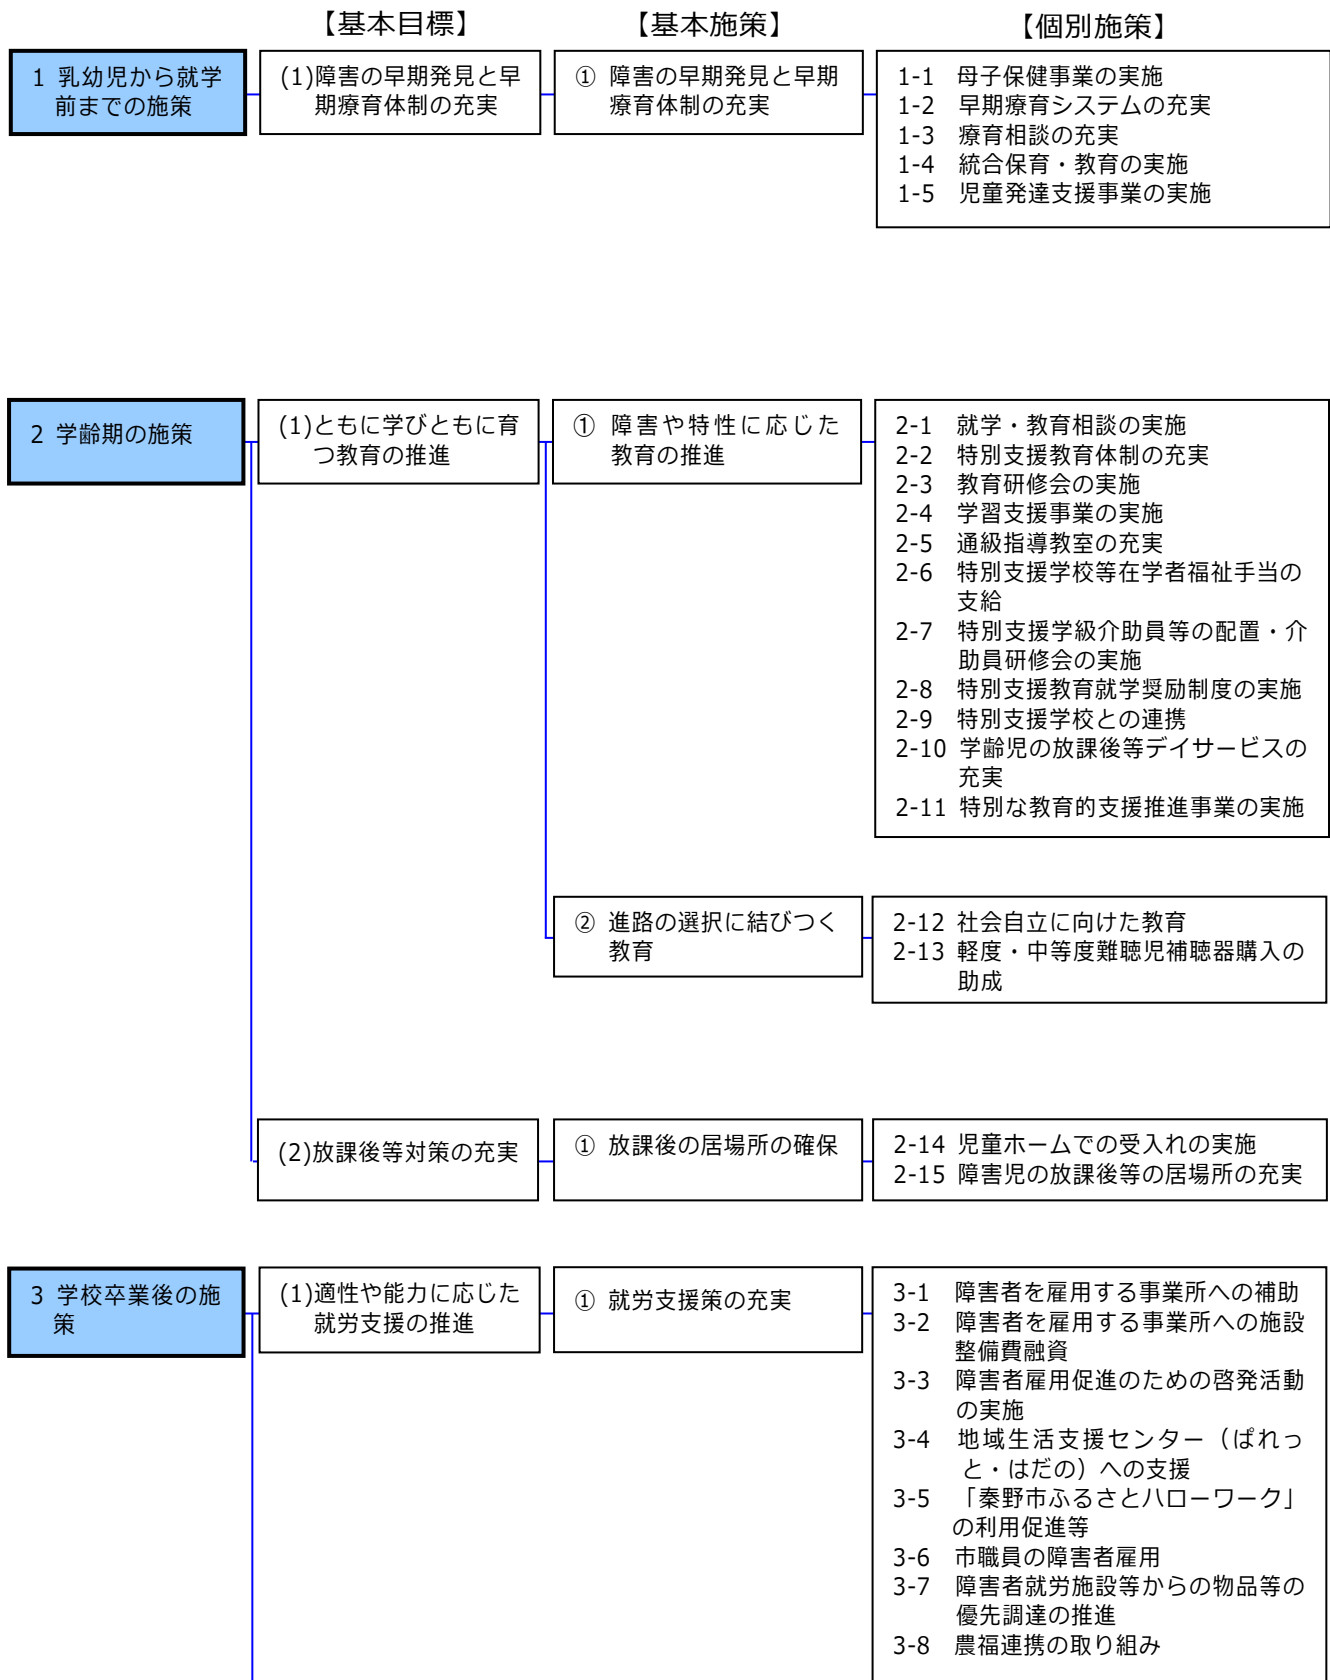 【基本目標】
【基本施策】
【個別施策】
1 乳幼児から就学
前までの施策
(1)障害の早期発見と早
期療育体制の充実
① 障害の早期発見と早期
療育体制の充実
1-1 母子保健事業の実施
1-2 早期療育システムの充実
1-3 療育相談の充実
1-4 統合保育・教育の実施
1-5 児童発達支援事業の実施
2 学齢期の施策
(1)ともに学びともに育
つ教育の推進
① 障害や特性に応じた
教育の推進
2-1 就学・教育相談の実施
2-2 特別支援教育体制の充実
2-3 教育研修会の実施
2-4 学習支援事業の実施
2-5 通級指導教室の充実
2-6 特別支援学校等在学者福祉手当の
支給
2-7 特別支援学級介助員等の配置・介
助員研修会の実施
2-8 特別支援教育就学奨励制度の実施
2-9 特別支援学校との連携
2-10 学齢児の放課後等デイサービスの
充実
2-11 特別な教育的支援推進事業の実施
② 進路の選択に結びつく
教育
2-12 社会自立に向けた教育
2-13 軽度・中等度難聴児補聴器購入の
助成
(2)放課後等対策の充実
① 放課後の居場所の確保
2-14 児童ホームでの受入れの実施
2-15 障害児の放課後等の居場所の充実
3 学校卒業後の施
策
(1)適性や能力に応じた
就労支援の推進
① 就労支援策の充実
3-1 障害者を雇用する事業所への補助
3-2 障害者を雇用する事業所への施設
整備費融資
3-3 障害者雇用促進のための啓発活動
の実施
3-4 地域生活支援センター（ぱれっ
と・はだの）への支援
3-5 「秦野市ふるさとハローワーク」
の利用促進等
3-6 市職員の障害者雇用
3-7 障害者就労施設等からの物品等の
優先調達の推進
3-8 農福連携の取り組み